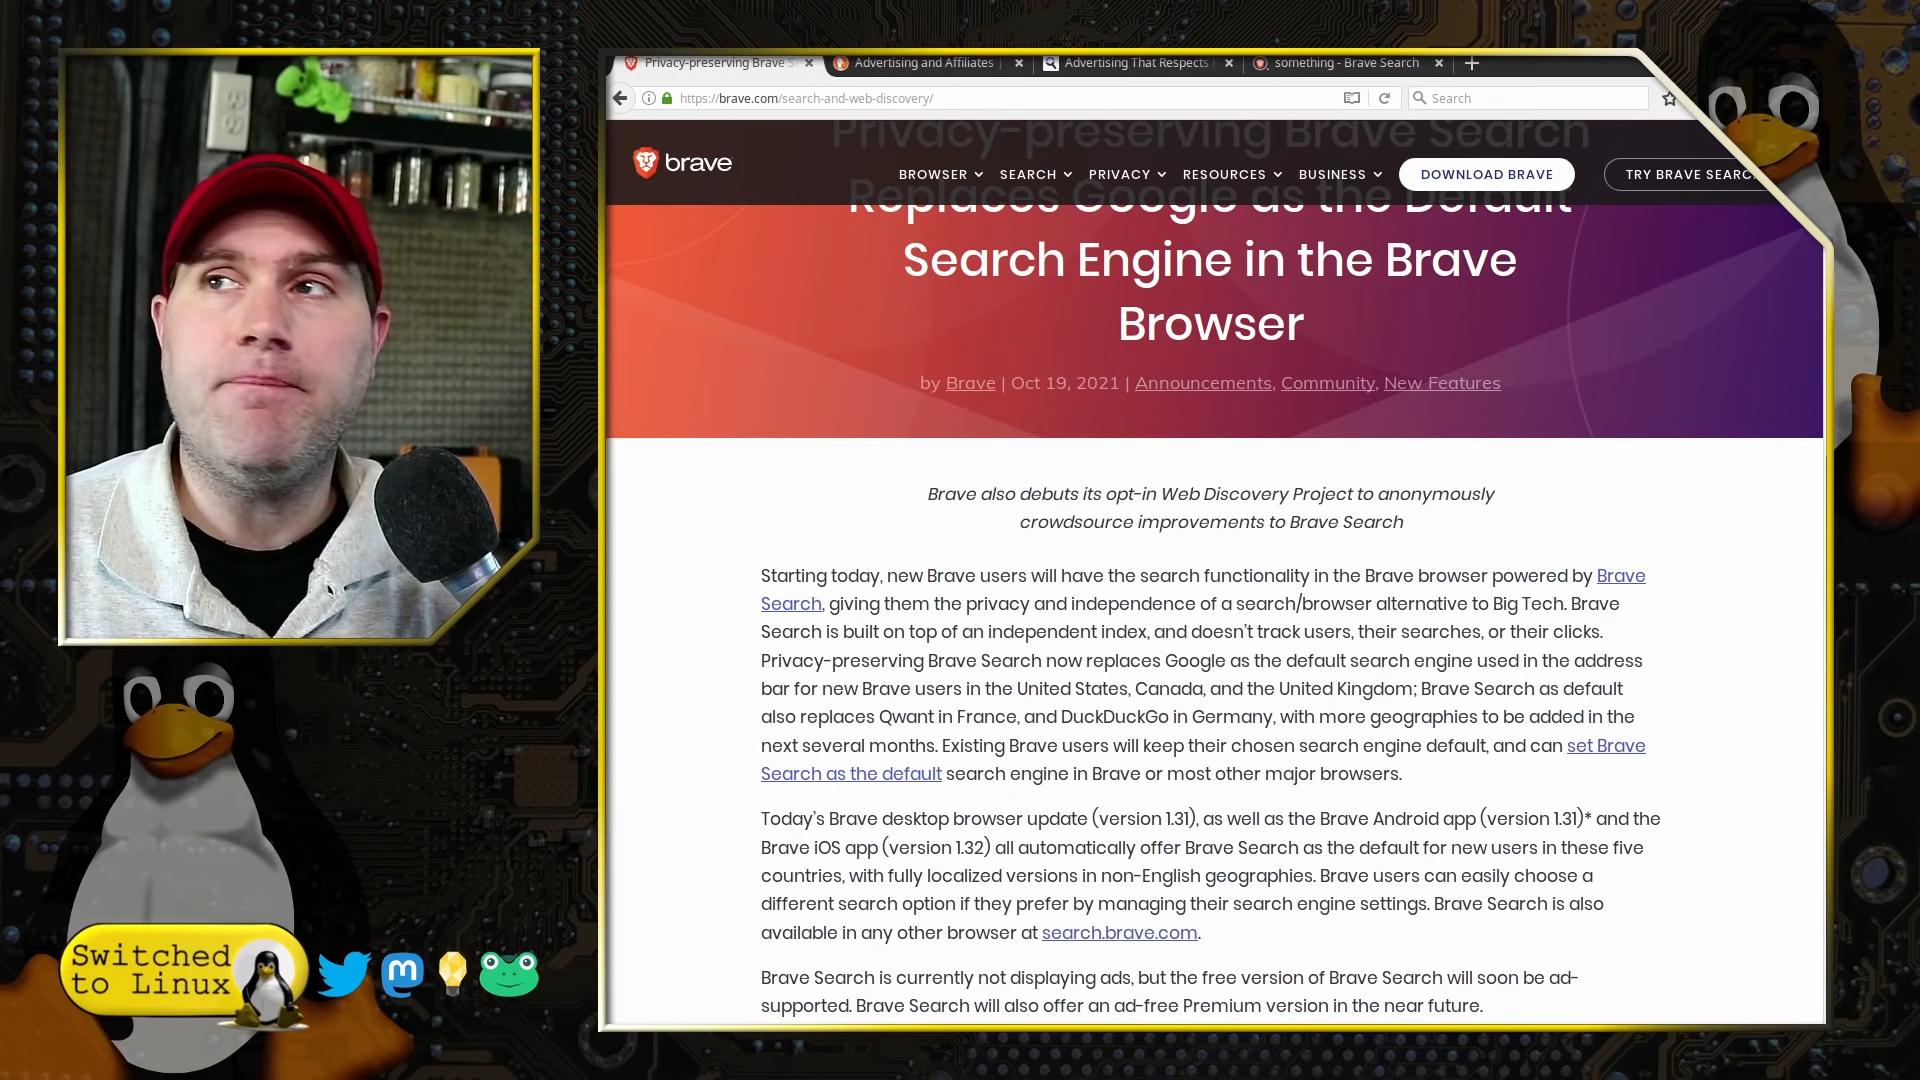 Privacy-preserving Brave S
Advertising and Affiliates
Advertising That Respects
something - Brave Search
https://brave.com/search-and-web-discovery/
Search
Privacy-preserving Brave Search
brave
BROWSER
SEARCH
PRIVACY
RESOURCES
BUSINESS
DOWNLOAD BRAVE
TRY BRAVE SEARC
Replaces Google as the Default
Search Engine in the Brave
Browser
by Brave | Oct 19, 2021 | Announcements, Community, New Features
Brave also debuts its opt-in Web Discovery Project to anonymously
crowdsource improvements to Brave Search
Starting today, new Brave users will have the search functionality in the Brave browser powered by Brave
Search, giving them the privacy and independence of a search/browser alternative to Big Tech. Brave
Search is built on top of an independent index, and doesn’t track users, their searches, or their clicks.
Privacy-preserving Brave Search now replaces Google as the default search engine used in the address
bar for new Brave users in the United States, Canada, and the United Kingdom; Brave Search as default
also replaces Qwant in France, and DuckDuckGo in Germany, with more geographies to be added in the
next several months. Existing Brave users will keep their chosen search engine default, and can set Brave
Search as the default search engine in Brave or most other major browsers.
Today’s Brave desktop browser update (version 1.31), as well as the Brave Android app (version 1.31)* and the
Brave iOS app (version 1.32) all automatically offer Brave Search as the default for new users in these five
countries, with fully localized versions in non-English geographies. Brave users can easily choose a
different search option if they prefer by managing their search engine settings. Brave Search is also
available in any other browser at search.brave.com.
Brave Search is currently not displaying ads, but the free version of Brave Search will soon be ad-
supported. Brave Search will also offer an ad-free Premium version in the near future.
Switched
to Linux